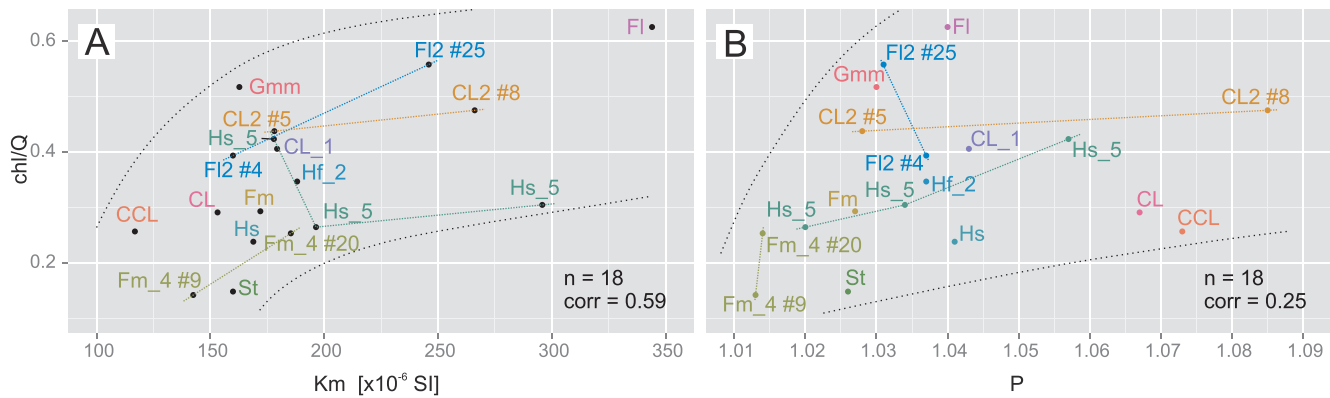 A
chl/Q
0.6
0.4
0.2
Fl
Fl2 #25
Gmm
CL2 #8
CL2 #5
Hs_5
CL_1
Fl2 #4
Hf_2
CL
Fm
Hs_5
Hs_5
CCL
Hs
Fm_4 #20
Fm_4 #9
St
n = 18
corr = 0.59
100 150 200 250 300 350
Km [x10⁻⁶ SI]
B
Fl
Fl2 #25
Gmm
CL2 #8
CL2 #5
CL_1
Hs_5
Fl2 #4
Hf_2
Hs_5
Fm
CL
Hs_5
CCL
Hs
Fm_4 #20
St
Fm_4 #9
n = 18
corr = 0.25
1.01 1.02 1.03 1.04 1.05 1.06 1.07 1.08 1.09
P